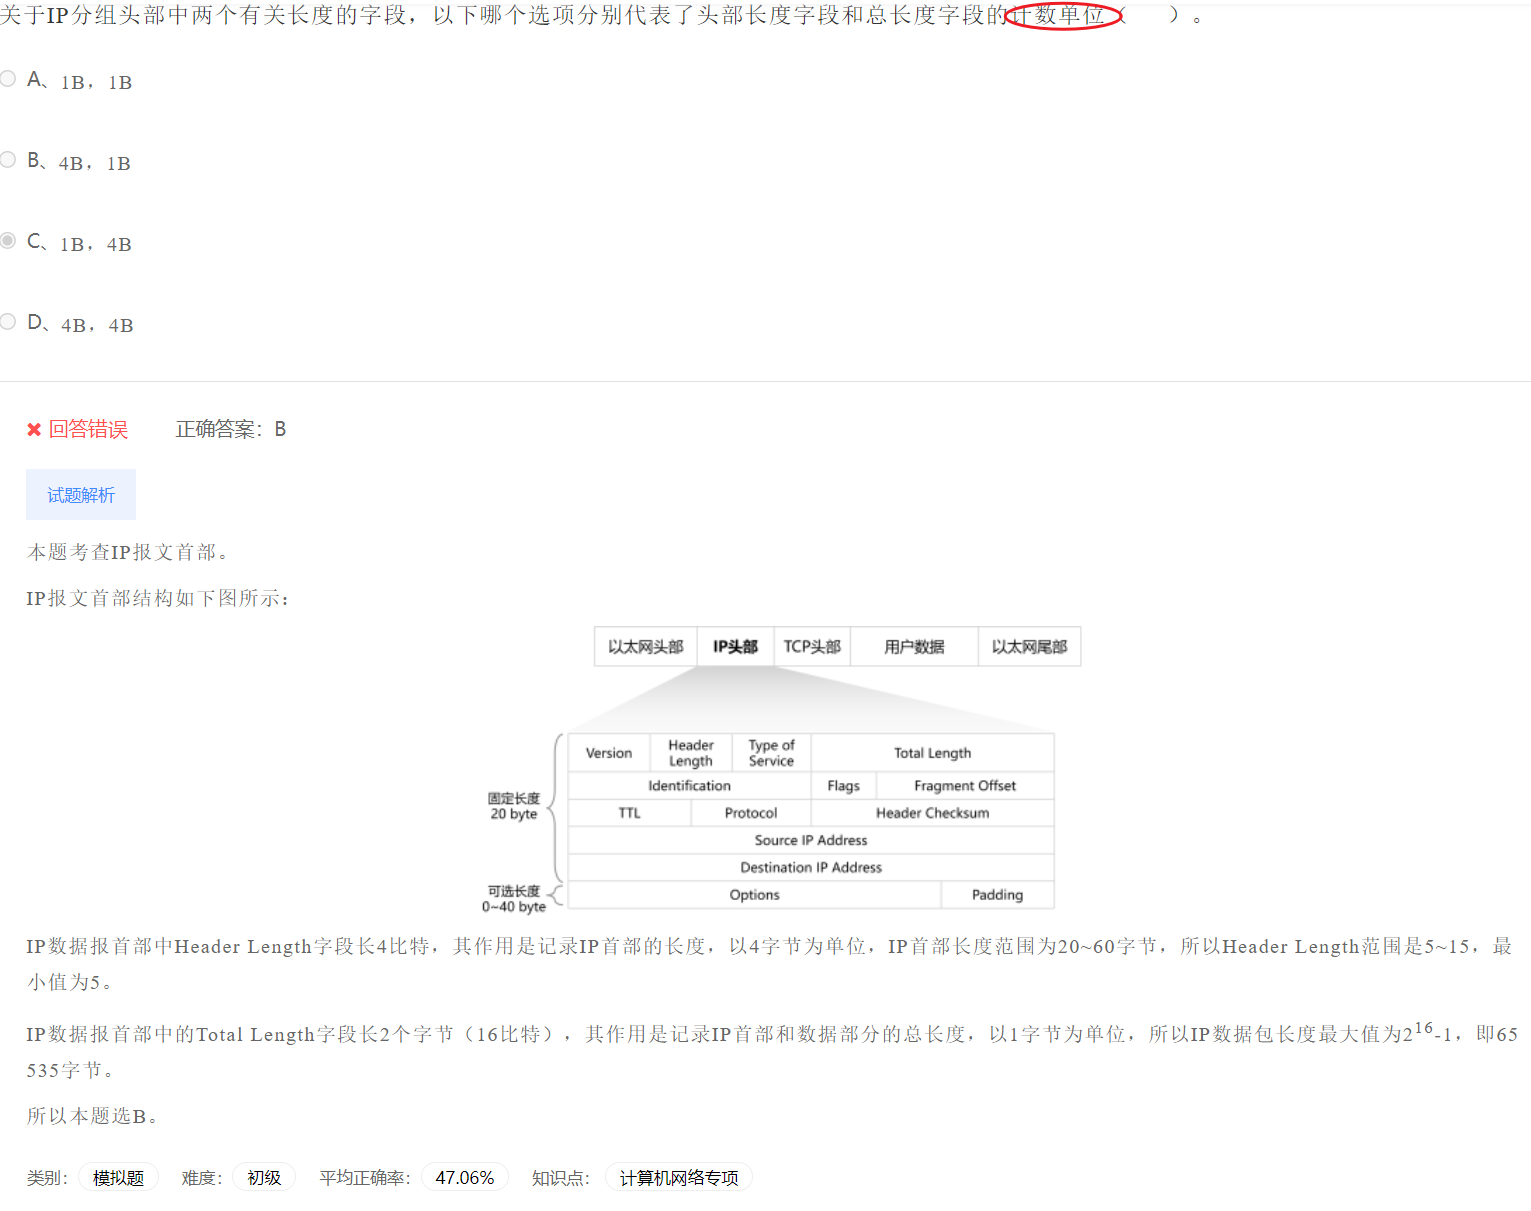 关于IP分组头部中两个有关长度的字段，以下哪个选项分别代表了头部长度字段和总长度字段的计数单位（　　）。
A、1B，1B
B、4B，1B
C、1B，4B
D、4B，4B
✖ 回答错误 正确答案：B
试题解析
本题考查IP报文首部。
IP报文首部结构如下图所示：
以太网头部 IP头部 TCP头部 用户数据 以太网尾部
Version Header Length Type of Service Total Length
Identification Flags Fragment Offset
固定长度
20 byte
TTL Protocol Header Checksum
Source IP Address
Destination IP Address
可选长度
0~40 byte
Options Padding
IP数据报首部中Header Length字段长4比特，其作用是记录IP首部的长度，以4字节为单位，IP首部长度范围为20~60字节，所以Header Length范围是5~15，最
小值为5。
IP数据报首部中的Total Length字段长2个字节（16比特），其作用是记录IP首部和数据部分的总长度，以1字节为单位，所以IP数据包长度最大值为2^16-1，即65
535字节。
所以本题选B。
类别： 模拟题 难度： 初级 平均正确率： 47.06% 知识点： 计算机网络专项